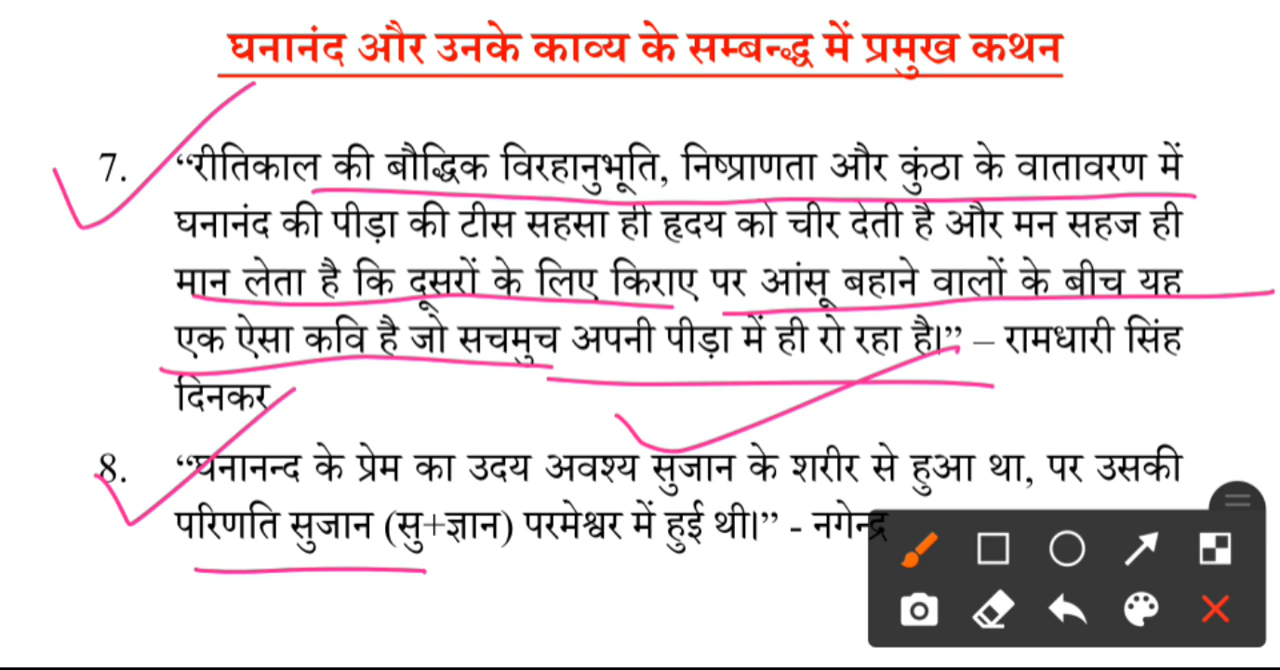 घनानंद और उनके काव्य के सम्बन्द्ध में प्रमुख कथन
7. “रीतिकाल की बौद्धिक विरहानुभूति, निष्प्राणता और कुंठा के वातावरण में
घनानंद की पीड़ा की टीस सहसा ही हृदय को चीर देती है और मन सहज ही
मान लेता है कि दूसरों के लिए किराए पर आंसू बहाने वालों के बीच यह
एक ऐसा कवि है जो सचमुच अपनी पीड़ा में ही रो रहा है।” – रामधारी सिंह
दिनकर
8. “घनानन्द के प्रेम का उदय अवश्य सुजान के शरीर से हुआ था, पर उसकी
परिणति सुजान (सु+ज्ञान) परमेश्वर में हुई थी।” - नगेन्द्र